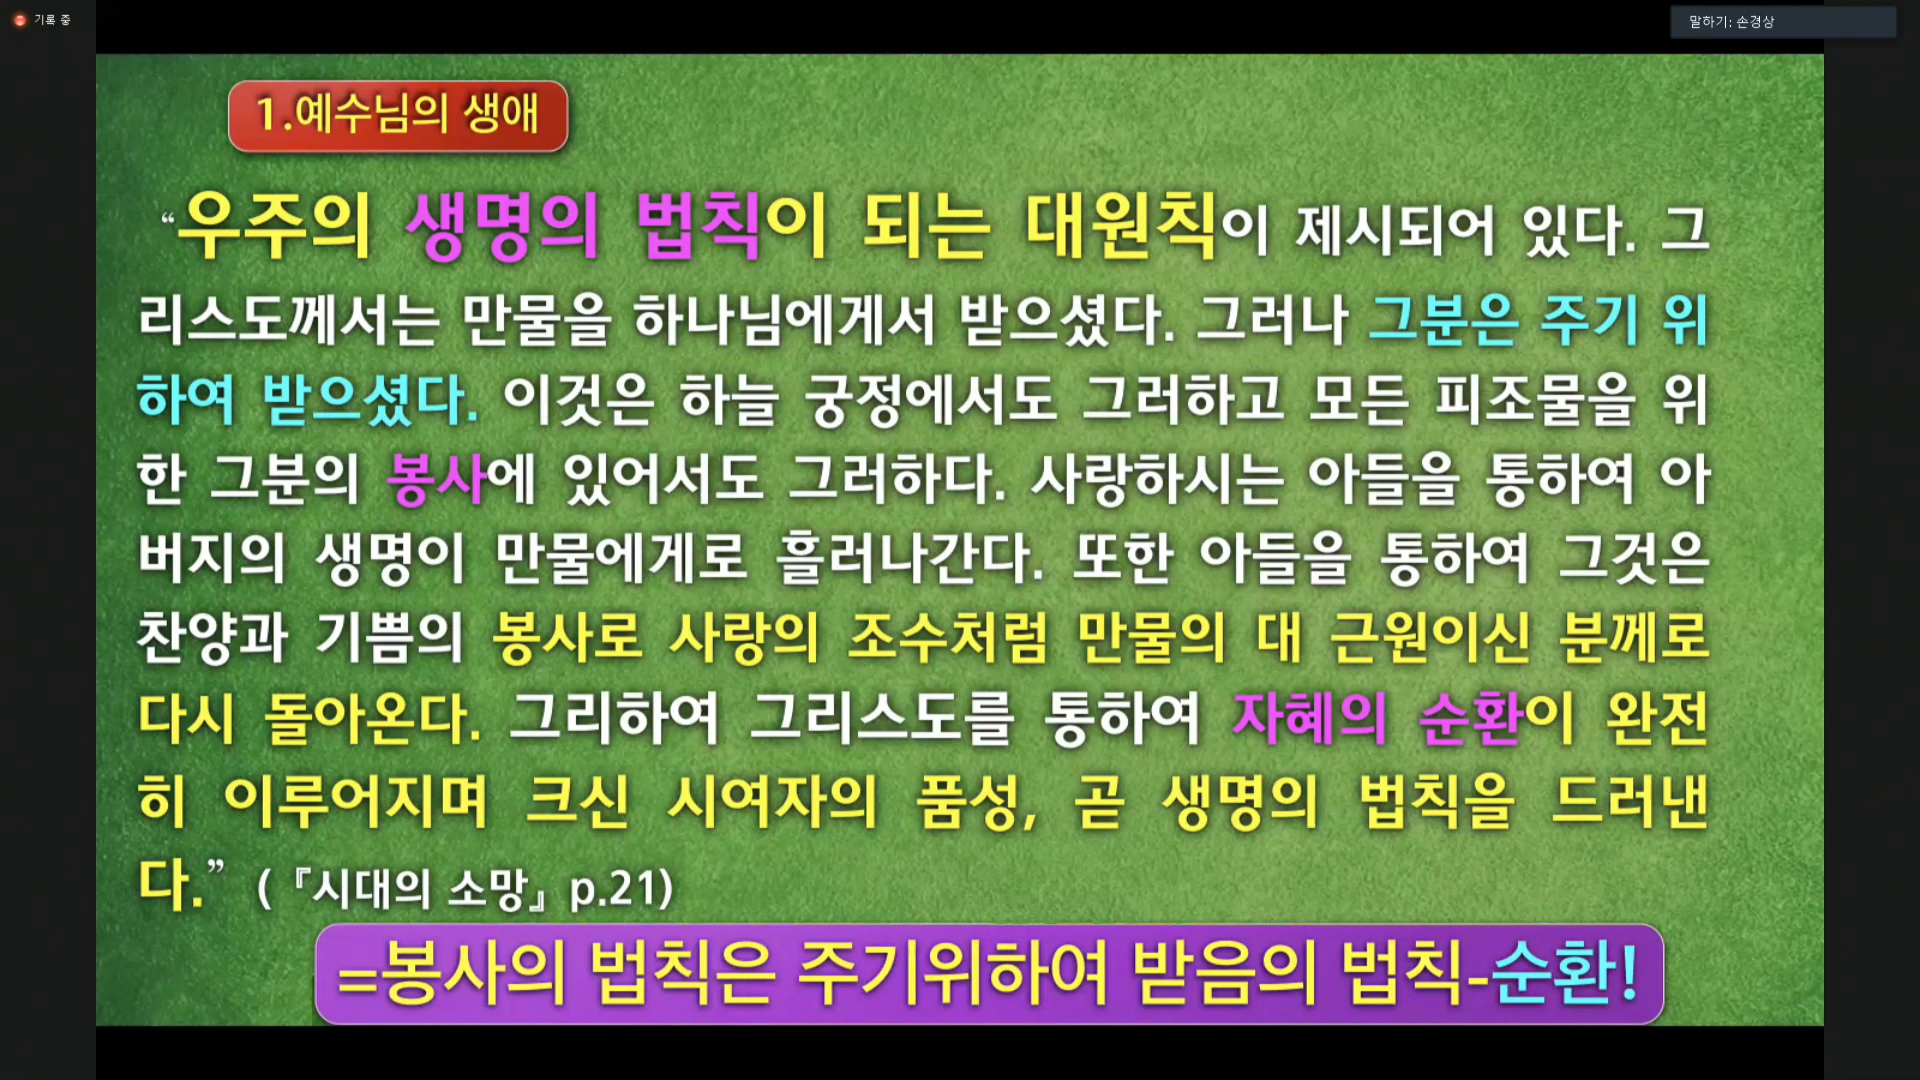 기록 중
말하기: 손경상
1.예수님의 생애
“우주의 생명의 법칙이 되는 대원칙이 제시되어 있다. 그
리스도께서는 만물을 하나님에게서 받으셨다. 그러나 그분은 주기 위
하여 받으셨다. 이것은 하늘 궁정에서도 그러하고 모든 피조물을 위
한 그분의 봉사에 있어서도 그러하다. 사랑하시는 아들을 통하여 아
버지의 생명이 만물에게로 흘러나간다. 또한 아들을 통하여 그것은
찬양과 기쁨의 봉사로 사랑의 조수처럼 만물의 대 근원이신 분께로
다시 돌아온다. 그리하여 그리스도를 통하여 자혜의 순환이 완전
히 이루어지며 크신 시여자의 품성, 곧 생명의 법칙을 드러낸
다.” (『시대의 소망』 p.21)
=봉사의 법칙은 주기위하여 받음의 법칙-순환!